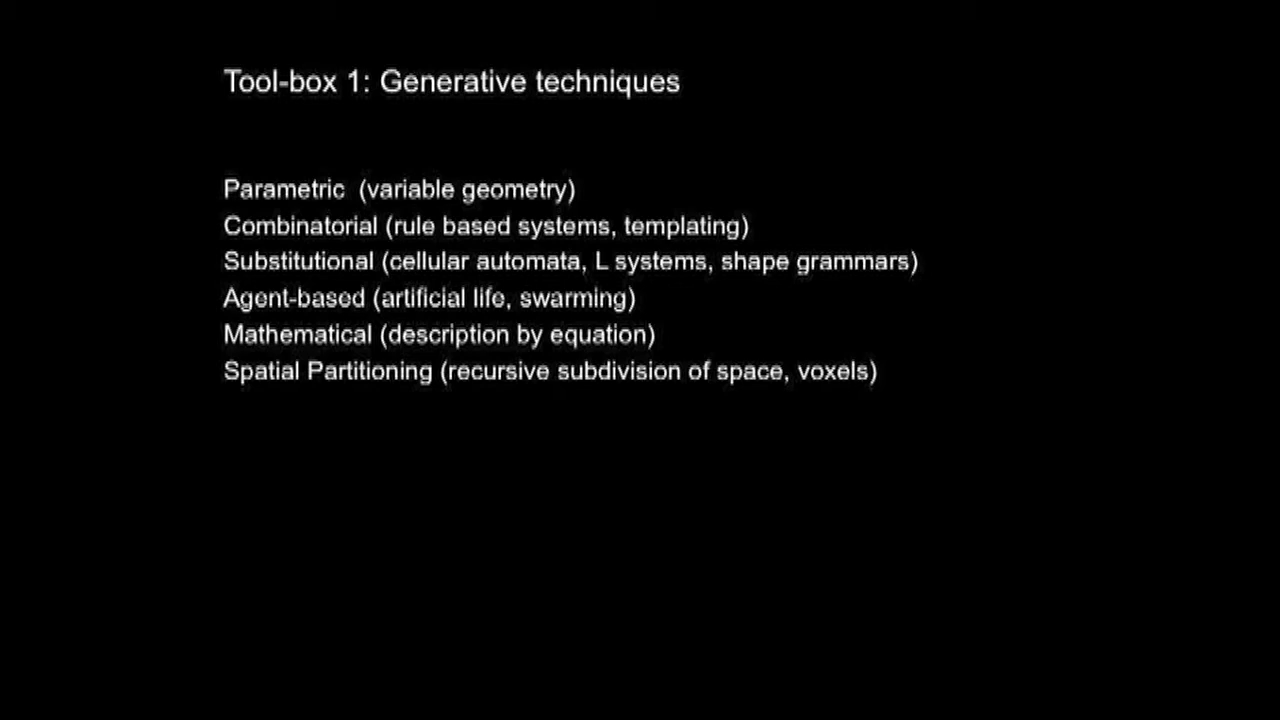 Tool-box 1: Generative techniques
Parametric  (variable geometry)
Combinatorial (rule based systems, templating)
Substitutional (cellular automata, L systems, shape grammars)
Agent-based (artificial life, swarming)
Mathematical (description by equation)
Spatial Partitioning (recursive subdivision of space, voxels)